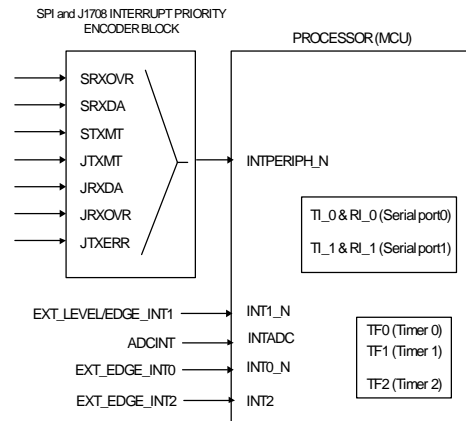 SPI and J1708 INTERRUPT PRIORITY
ENCODER BLOCK
PROCESSOR (MCU)
SRXOVR
SRXDA
STXMT
JTXMT
JRXDA
JRXOVR
JTXERR
INTPERIPH_N
TI_0 & RI_0 (Serial port0)
TI_1 & RI_1 (Serial port1)
EXT_LEVEL/EDGE_INT1
INT1_N
ADCINT
INTADC
EXT_EDGE_INT0
INT0_N
EXT_EDGE_INT2
INT2
TF0 (Timer 0)
TF1 (Timer 1)
TF2 (Timer 2)